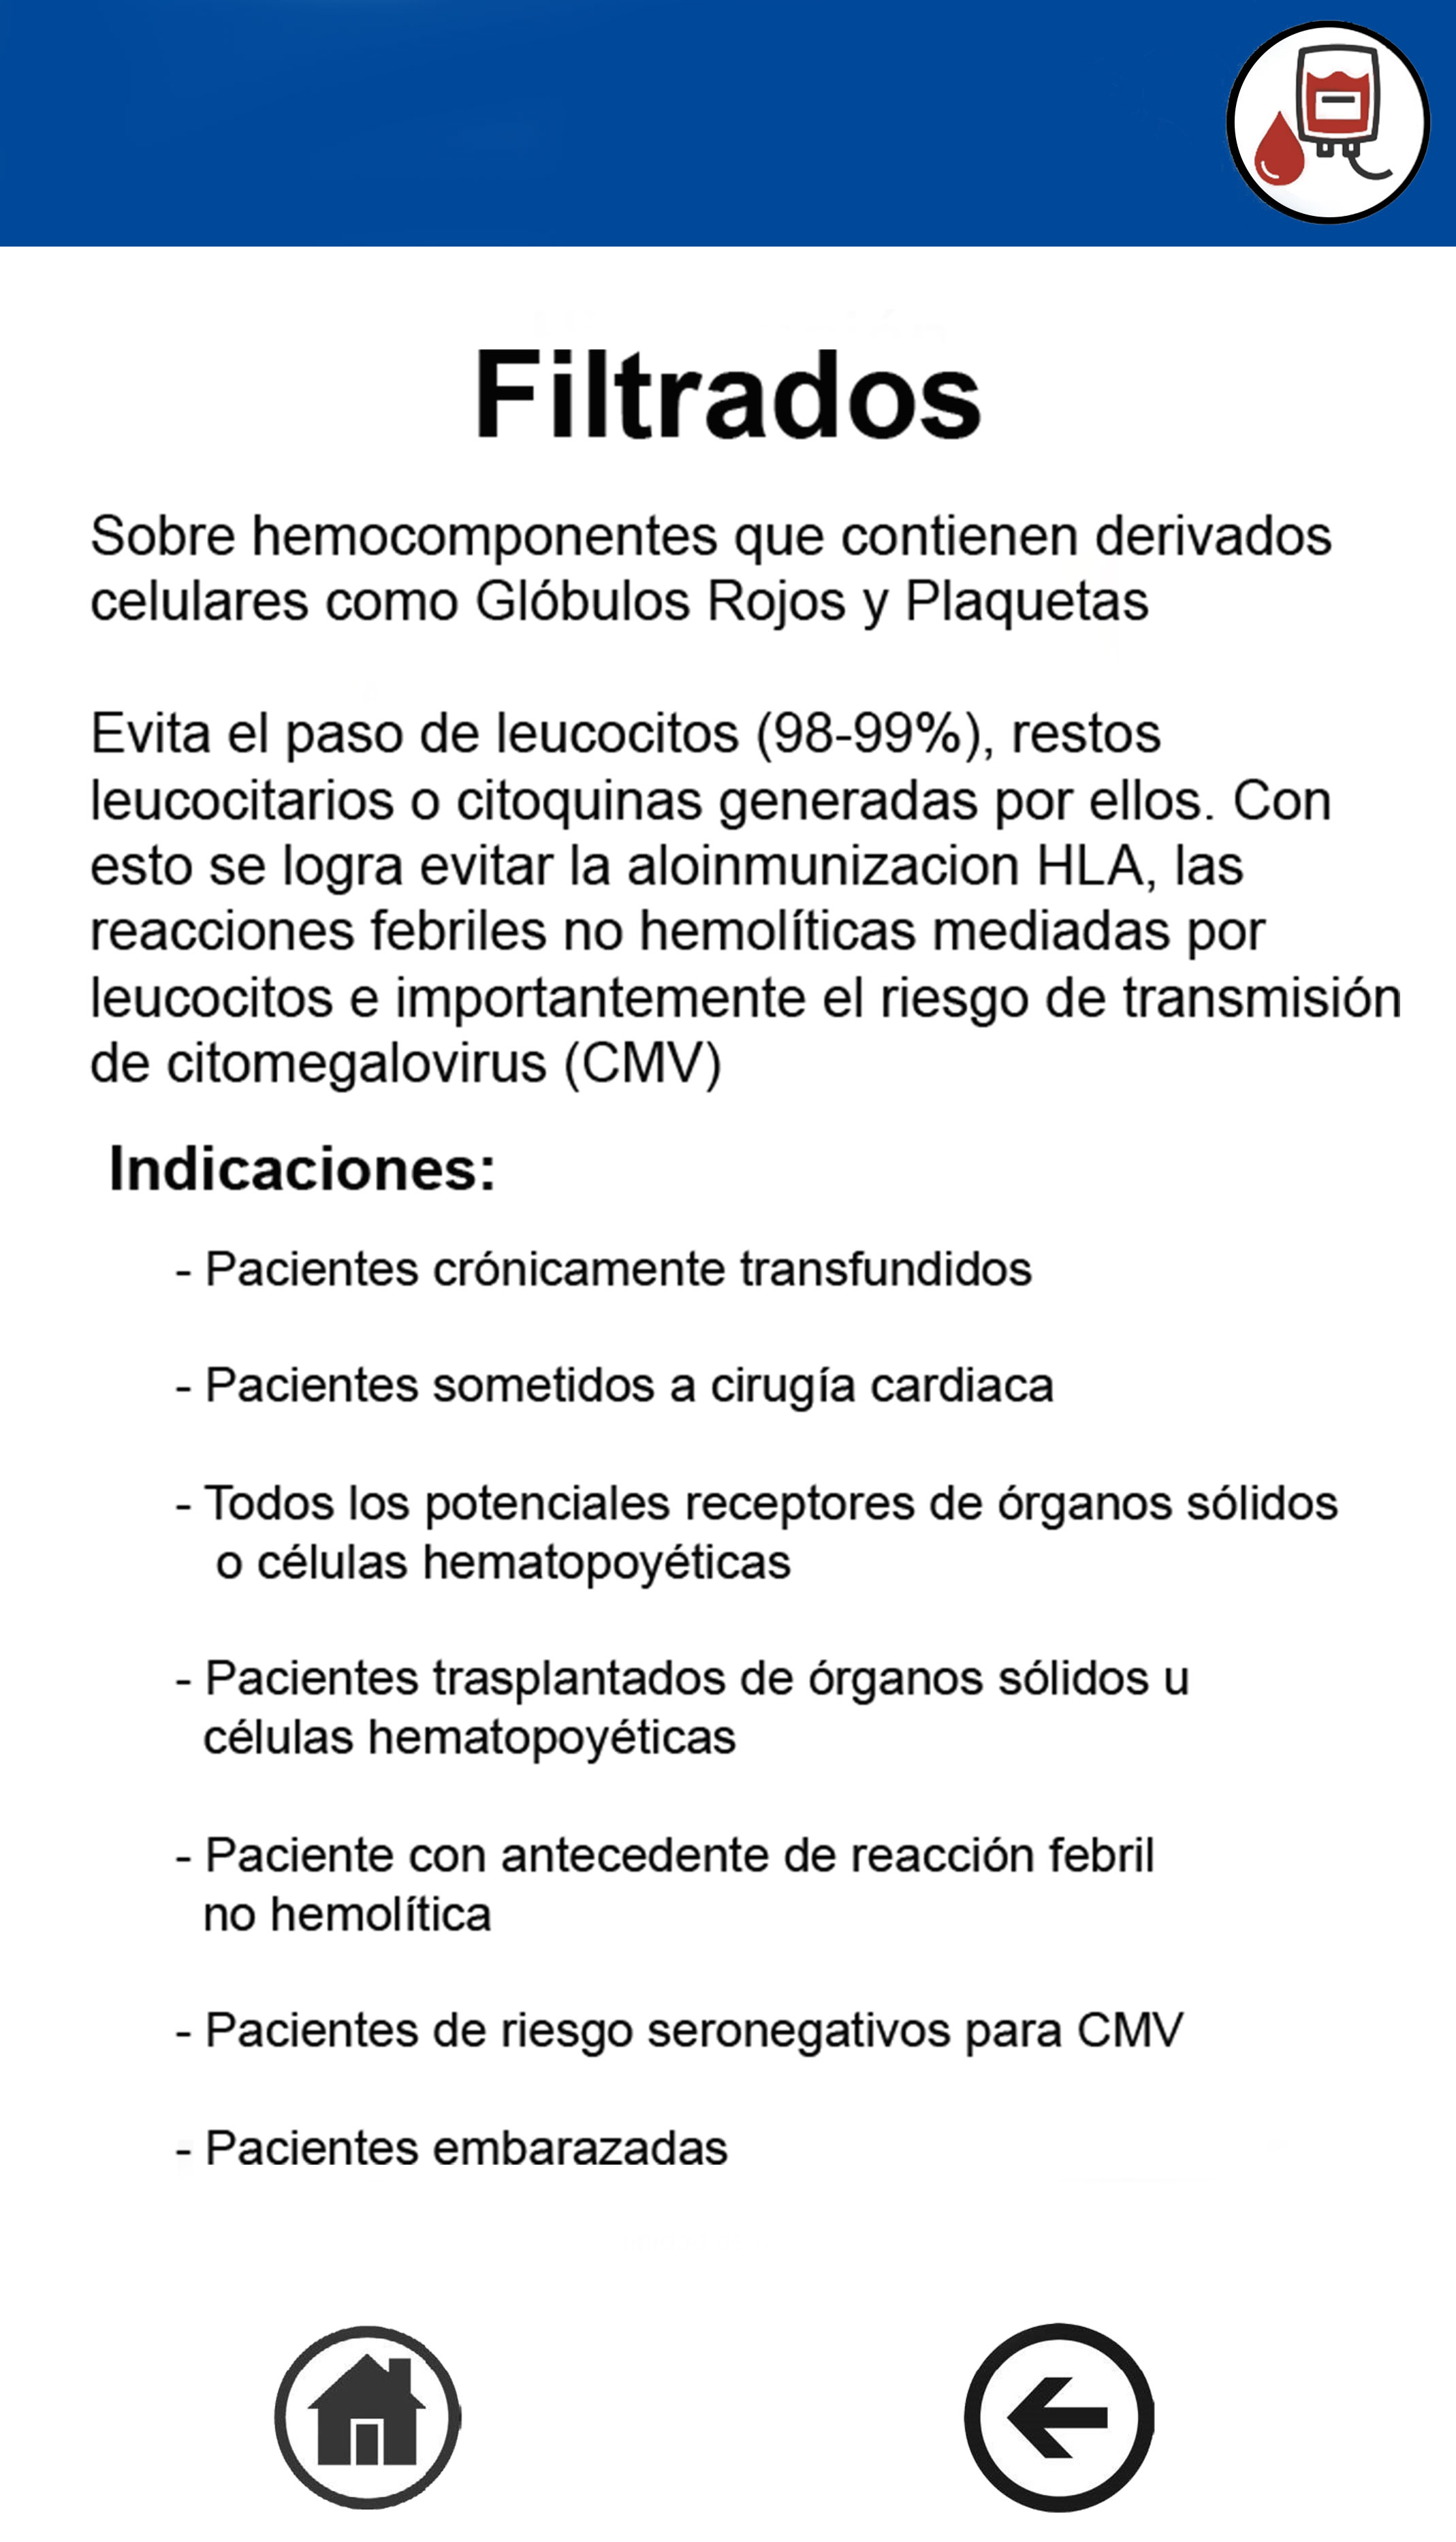 Filtrados
Sobre hemocomponentes que contienen derivados
celulares como Glóbulos Rojos y Plaquetas
Evita el paso de leucocitos (98-99%), restos
leucocitarios o citoquinas generadas por ellos. Con
esto se logra evitar la aloinmunizacion HLA, las
reacciones febriles no hemolíticas mediadas por
leucocitos e importantemente el riesgo de transmisión
de citomegalovirus (CMV)
Indicaciones:
- Pacientes crónicamente transfundidos
- Pacientes sometidos a cirugía cardiaca
- Todos los potenciales receptores de órganos sólidos
o células hematopoyéticas
- Pacientes trasplantados de órganos sólidos u
células hematopoyéticas
- Paciente con antecedente de reacción febril
no hemolítica
- Pacientes de riesgo seronegativos para CMV
- Pacientes embarazadas